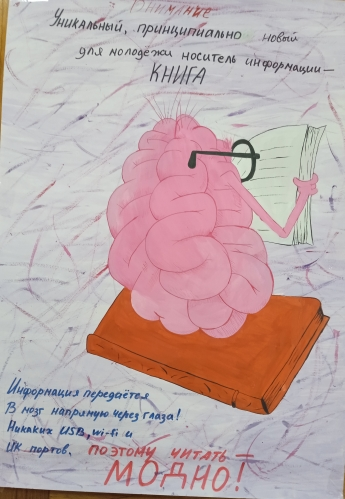 Внимание
Уникальный, принципиально новый
для молодёжи носитель информации –
КНИГА
Информация передаётся
В мозг напрямую через глаза!
Никаких USB, wi-fi и
ИК портов. ПОЭТОМУ ЧИТАТЬ –
МОДНО!